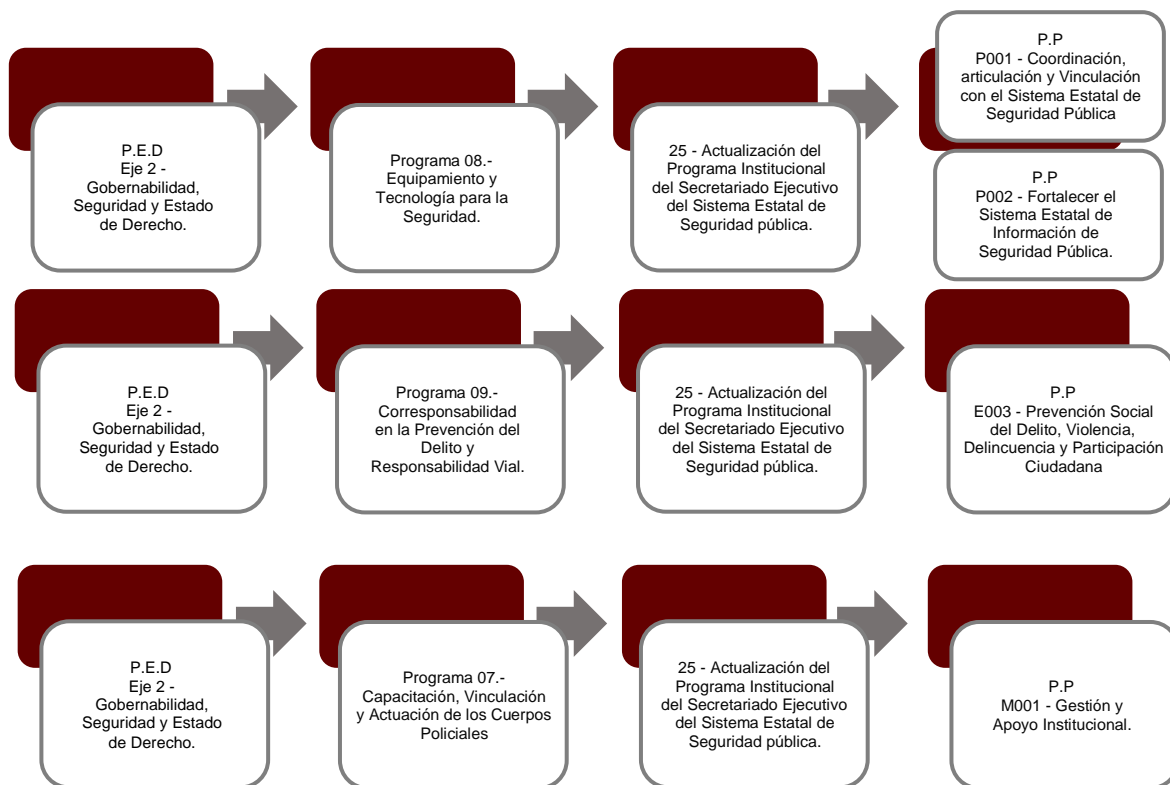 P.E.D
Eje 2 -
Gobernabilidad,
Seguridad y Estado
de Derecho.
Programa 08.-
Equipamiento y
Tecnología para la
Seguridad.
25 - Actualización del
Programa Institucional
del Secretariado Ejecutivo
del Sistema Estatal de
Seguridad pública.
P.P
P001 - Coordinación,
articulación y Vinculación
con el Sistema Estatal de
Seguridad Pública
P.P
P002 - Fortalecer el
Sistema Estatal de
Información de
Seguridad Pública.
P.E.D
Eje 2 -
Gobernabilidad,
Seguridad y Estado
de Derecho.
Programa 09.-
Corresponsabilidad
en la Prevención del
Delito y
Responsabilidad Vial.
25 - Actualización del
Programa Institucional
del Secretariado Ejecutivo
del Sistema Estatal de
Seguridad pública.
P.P
E003 - Prevención Social
del Delito, Violencia,
Delincuencia y Participación
Ciudadana
P.E.D
Eje 2 -
Gobernabilidad,
Seguridad y Estado
de Derecho.
Programa 07.-
Capacitación, Vinculación
y Actuación de los Cuerpos
Policiales
25 - Actualización del
Programa Institucional
del Secretariado Ejecutivo
del Sistema Estatal de
Seguridad pública.
P.P
M001 - Gestión y
Apoyo Institucional.